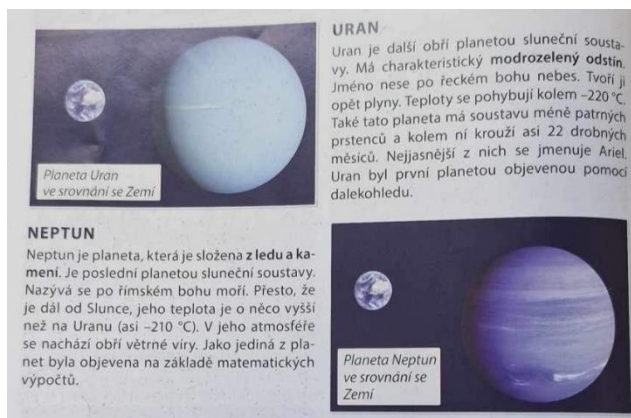 Planeta Uran
ve srovnání se Zemí
URAN
Uran je další obří planetou sluneční sousta-
vy. Má charakteristický modrozelený odstín.
Jméno nese po řeckém bohu nebes. Tvoří ji
opět plyny. Teploty se pohybují kolem –220 °C.
Také tato planeta má soustavu méně patrných
prstenců a kolem ní krouží asi 22 drobných
měsíců. Nejjasnější z nich se jmenuje Ariel.
Uran byl první planetou objevenou pomocí
dalekohledu.
NEPTUN
Neptun je planeta, která je složena z ledu a ka-
mení. Je poslední planetou sluneční soustavy.
Nazývá se po římském bohu moří. Přesto, že
je dál od Slunce, jeho teplota je o něco vyšší
než na Uranu (asi –210 °C). V jeho atmosféře
se nachází obří větrné víry. Jako jediná z pla-
net byla objevena na základě matematických
výpočtů.
Planeta Neptun
ve srovnání se
Zemí